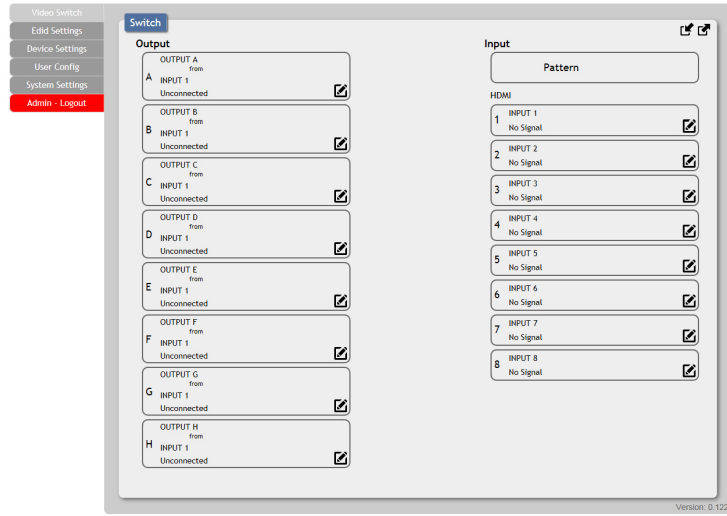 Video Switch
Edid Settings
Device Settings
User Config
System Settings
Admin - Logout
Switch
Output
A
OUTPUT A
from
INPUT 1
Unconnected
B
OUTPUT B
from
INPUT 1
Unconnected
C
OUTPUT C
from
INPUT 1
Unconnected
D
OUTPUT D
from
INPUT 1
Unconnected
E
OUTPUT E
from
INPUT 1
Unconnected
F
OUTPUT F
from
INPUT 1
Unconnected
G
OUTPUT G
from
INPUT 1
Unconnected
H
OUTPUT H
from
INPUT 1
Unconnected
Input
Pattern
HDMI
1
INPUT 1
No Signal
2
INPUT 2
No Signal
3
INPUT 3
No Signal
4
INPUT 4
No Signal
5
INPUT 5
No Signal
6
INPUT 6
No Signal
7
INPUT 7
No Signal
8
INPUT 8
No Signal
Version: 0.122